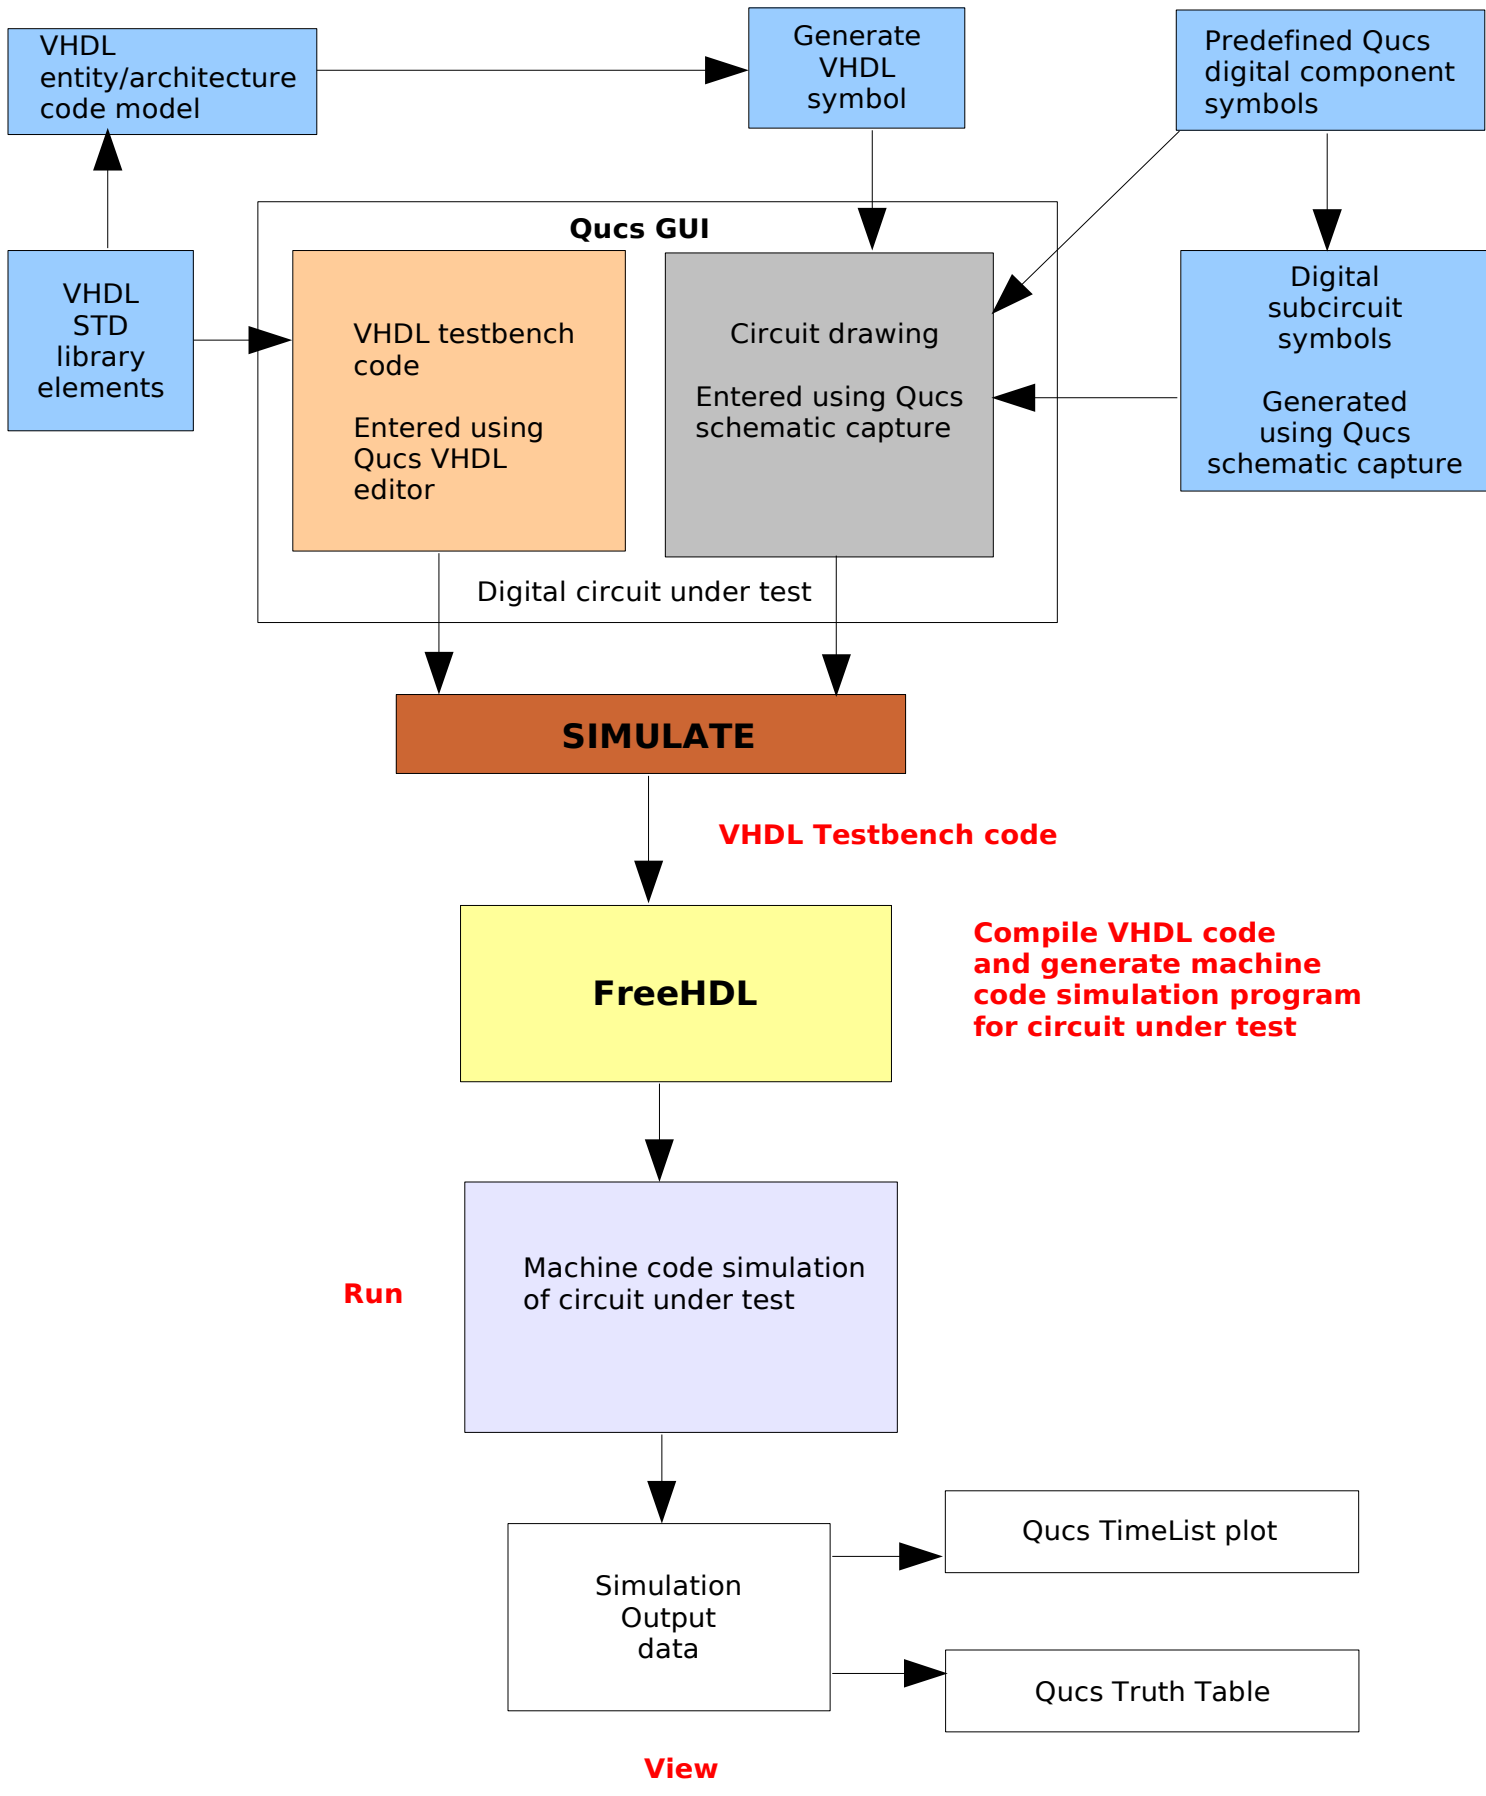 VHDL
entity/architecture
code model
Generate
VHDL
symbol
Predefined Qucs
digital component
symbols
Qucs GUI
VHDL
STD
library
elements
VHDL testbench
code
Entered using
Qucs VHDL
editor
Circuit drawing
Entered using Qucs
schematic capture
Digital
subcircuit
symbols
Generated
using Qucs
schematic capture
Digital circuit under test
SIMULATE
VHDL Testbench code
FreeHDL
Compile VHDL code
and generate machine
code simulation program
for circuit under test
Run
Machine code simulation
of circuit under test
Simulation
Output
data
Qucs TimeList plot
Qucs Truth Table
View